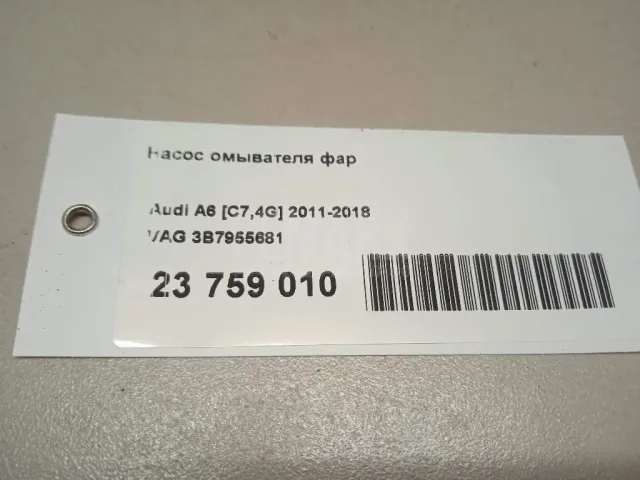 Насос омывателя фар
Audi A6 [C7,4G] 2011-2018
VAG 3B7955681
23 759 010